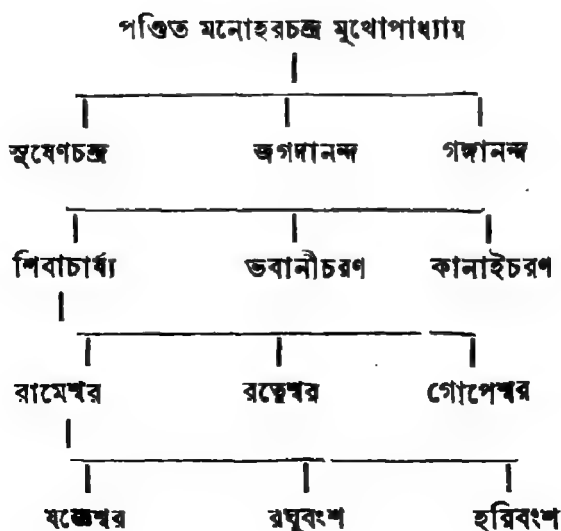 পণ্ডিত মনোহরচন্দ্র মুখোপাধ্যায়
সুষেণচন্দ্র জগদানন্দ গঙ্গানন্দ
শিবাচার্য্য ভবানীচরণ কানাইচরণ
রামেশ্বর রত্নেশ্বর গোপেশ্বর
যজ্ঞেশ্বর রঘুবংশ হরিবংশ